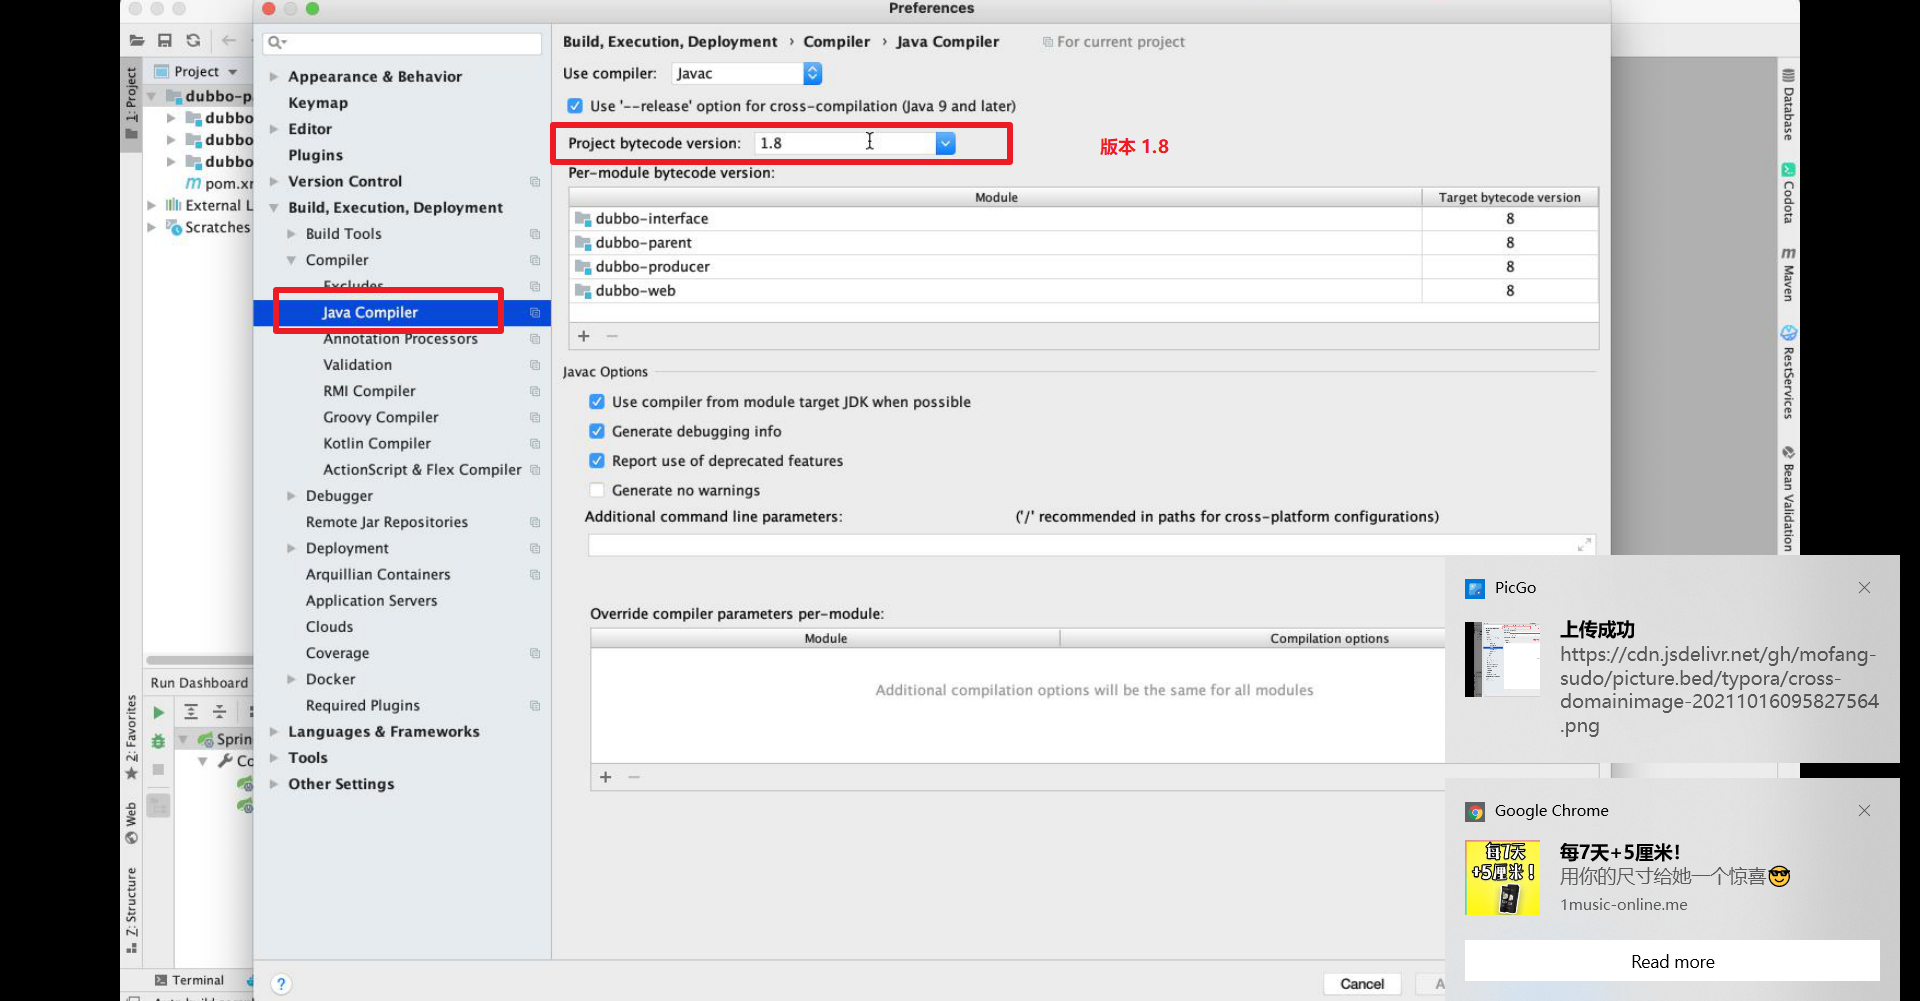 Preferences
Project
dubbo-p
dubbo
dubbo
dubbo
pom.xr
External L
Scratches
1: Project
Run Dashboard
Sprin
Co
2: Favorites
Web
Z: Structure
Terminal
Appearance & Behavior
Keymap
Editor
Plugins
Version Control
Build, Execution, Deployment
Build Tools
Compiler
Excludes
Java Compiler
Annotation Processors
Validation
RMI Compiler
Groovy Compiler
Kotlin Compiler
ActionScript & Flex Compiler
Debugger
Remote Jar Repositories
Deployment
Arquillian Containers
Application Servers
Clouds
Coverage
Docker
Required Plugins
Languages & Frameworks
Tools
Other Settings
Build, Execution, Deployment › Compiler › Java Compiler For current project
Use compiler: Javac
Use '--release' option for cross-compilation (Java 9 and later)
Project bytecode version: 1.8
版本 1.8
Per-module bytecode version:
Module Target bytecode version
dubbo-interface 8
dubbo-parent 8
dubbo-producer 8
dubbo-web 8
Javac Options
Use compiler from module target JDK when possible
Generate debugging info
Report use of deprecated features
Generate no warnings
Additional command line parameters: ('/' recommended in paths for cross-platform configurations)
Override compiler parameters per-module:
Module Compilation options
Additional compilation options will be the same for all modules
? Cancel A
Database
Codota
Maven
RestServices
Bean Validation
PicGo
上传成功
https://cdn.jsdelivr.net/gh/mofang-
sudo/picture.bed/typora/cross-
domainimage-20211016095827564
.png
Google Chrome
每7天
+5厘米!
每7天+5厘米!
用你的尺寸给她一个惊喜😎
1music-online.me
Read more